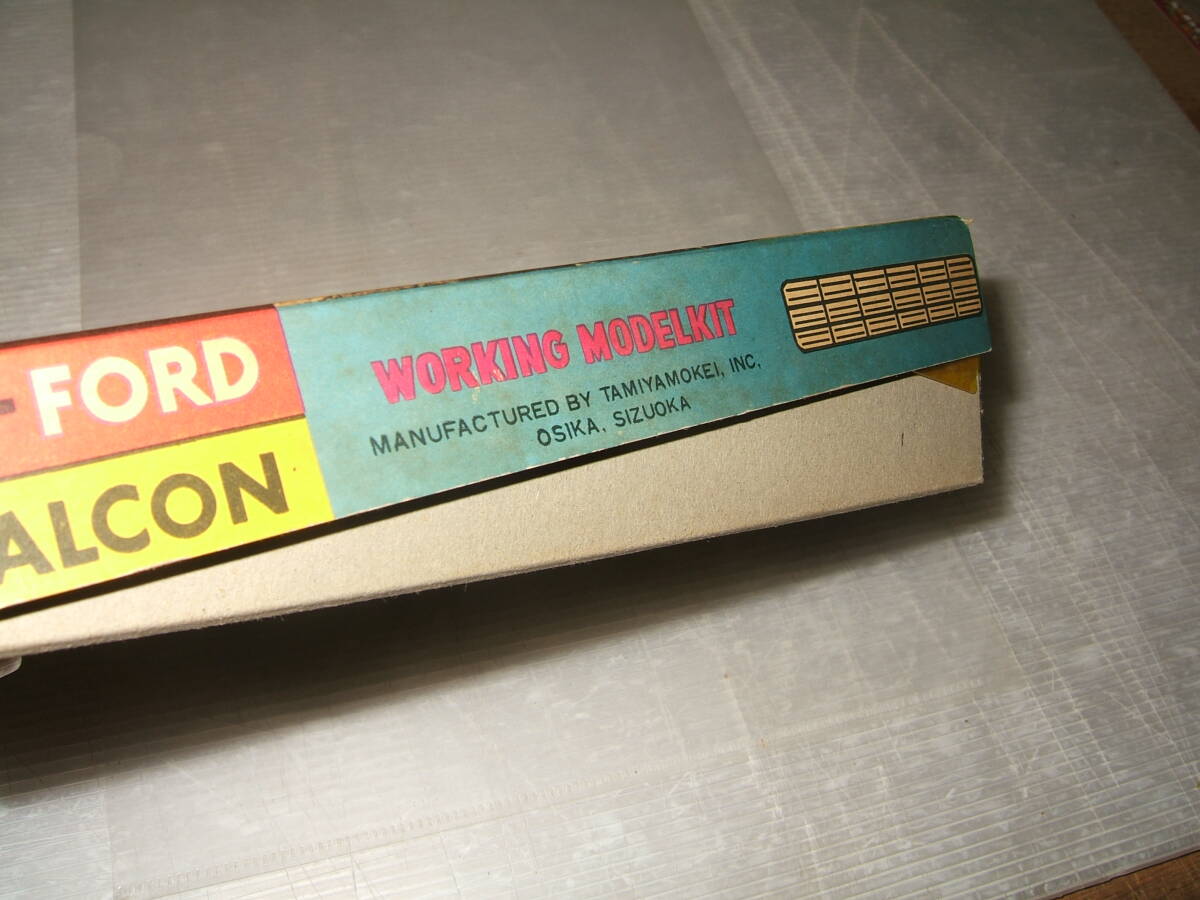 - FORD
ALCON
WORKING MODELKIT
MANUFACTURED BY TAMIYAMOKEI, INC,
OSIKA, SIZUOKA